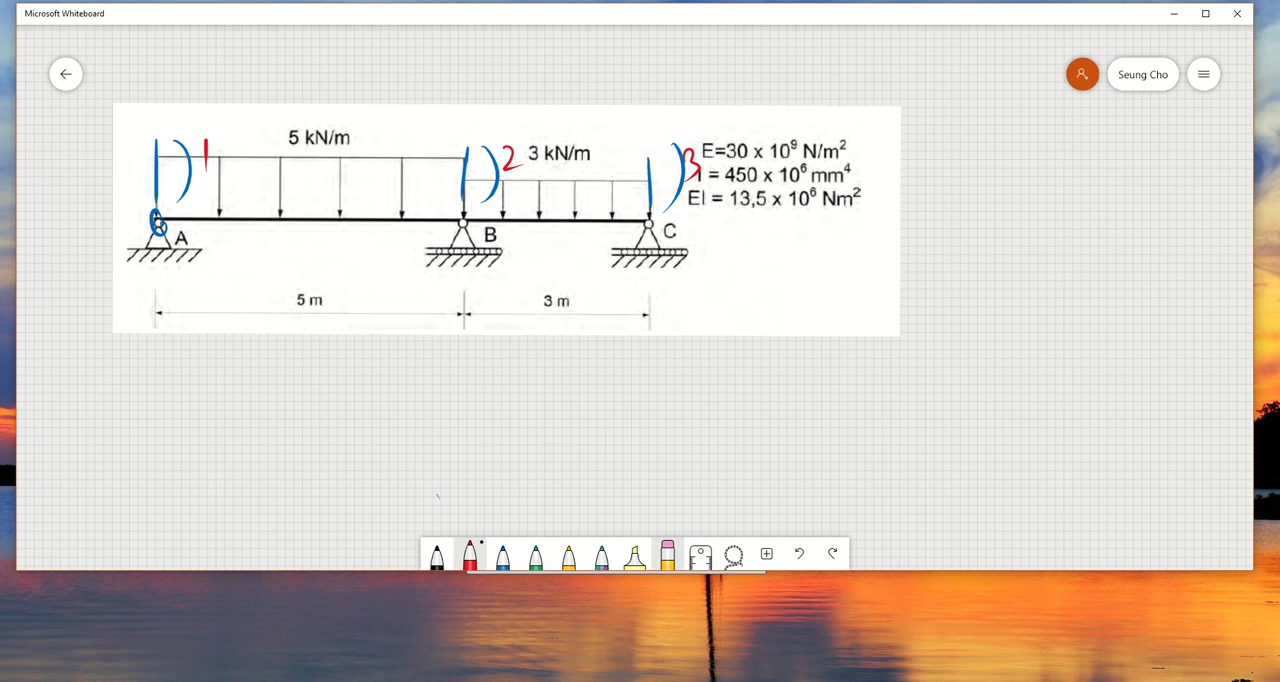 Microsoft Whiteboard
Seung Cho
5 kN/m
1
2
3 kN/m
3
E=30 x 10⁹ N/m²
I = 450 x 10⁶ mm⁴
EI = 13,5 x 10⁶ Nm²
A
B
C
5 m
3 m